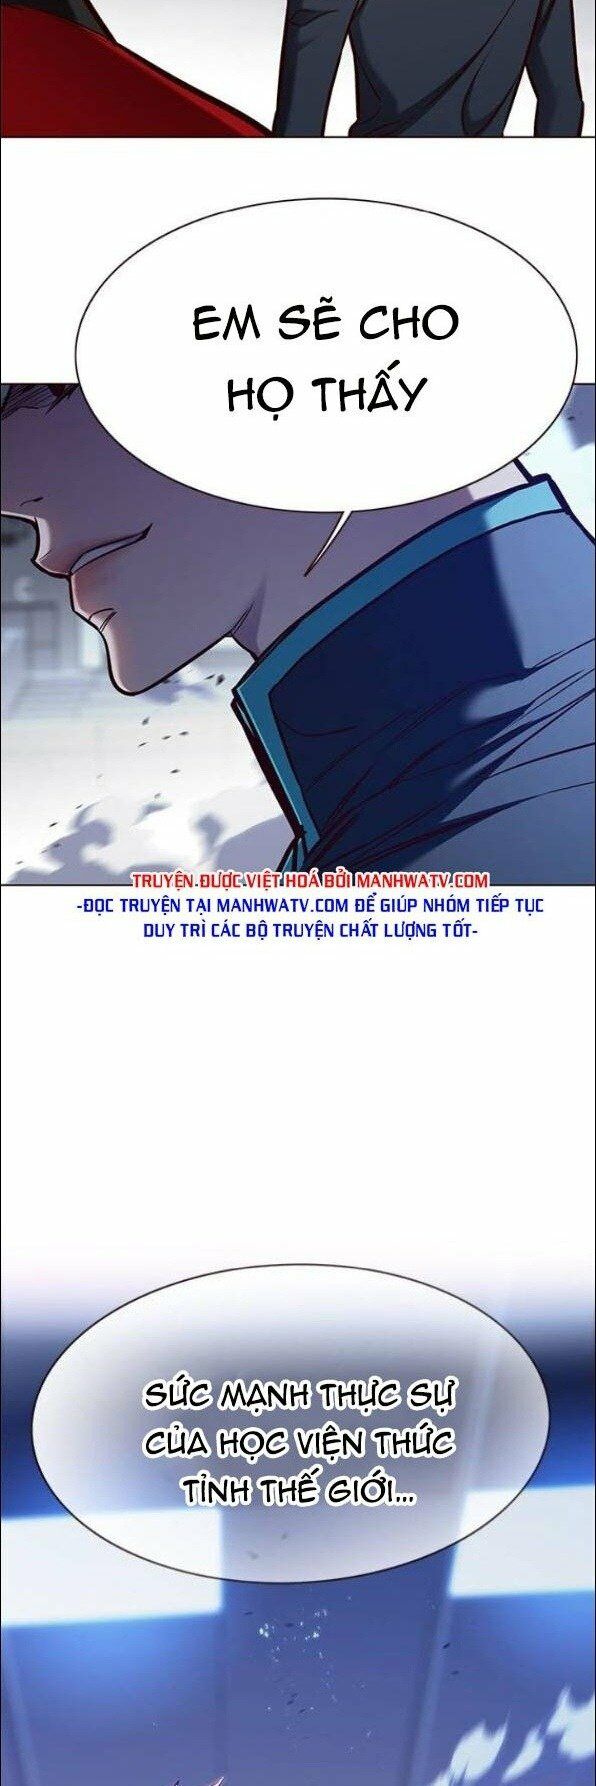 EM SẼ CHO
HỌ THẤY
TRUYỆN ĐƯỢC VIỆT HOÁ BỞI MANHWATV.COM
-ĐỌC TRUYỆN TẠI MANHWATV.COM ĐỂ GIÚP NHÓM TIẾP TỤC
DUY TRÌ CÁC BỘ TRUYỆN CHẤT LƯỢNG TỐT-
SỨC MẠNH THỰC SỰ
CỦA HỌC VIỆN THỨC
TỈNH THẾ GIỚI...